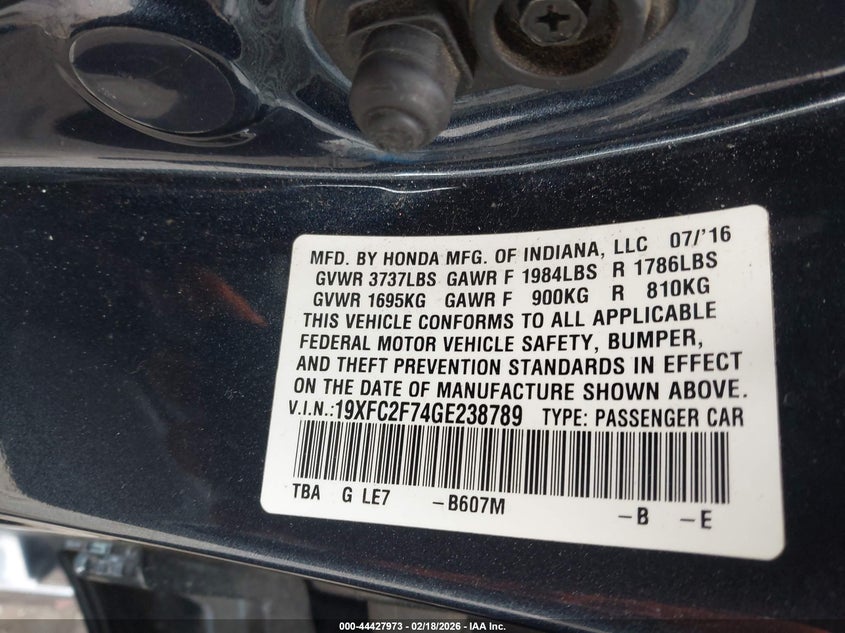 MFD. BY HONDA MFG. OF INDIANA, LLC 07/'16
GVWR 3737LBS GAWR F 1984LBS R 1786LBS
GVWR 1695KG GAWR F 900KG R 810KG
THIS VEHICLE CONFORMS TO ALL APPLICABLE
FEDERAL MOTOR VEHICLE SAFETY, BUMPER,
AND THEFT PREVENTION STANDARDS IN EFFECT
ON THE DATE OF MANUFACTURE SHOWN ABOVE.
V.I.N.:19XFC2F74GE238789 TYPE: PASSENGER CAR
TBA G LE7 -B607M -B -E
000-44427973 - 02/18/2026 - IAA Inc.